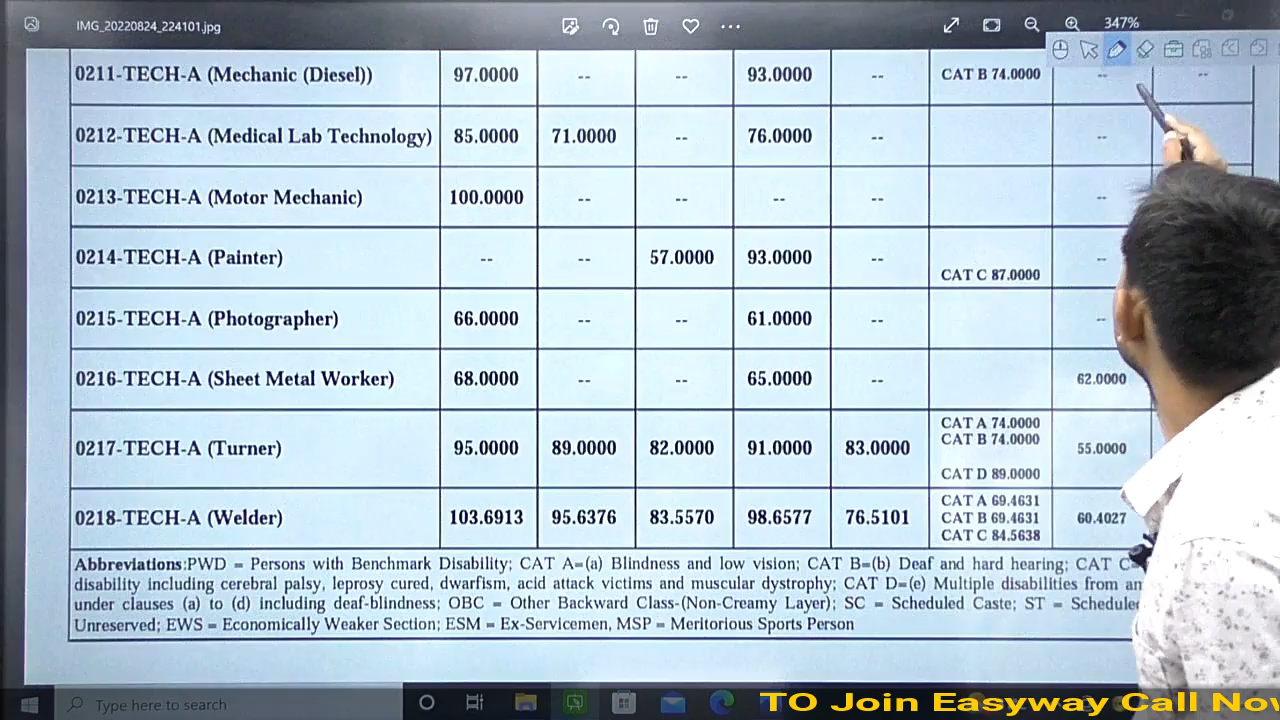 IMG_20220824_224101.jpg
347%
0211-TECH-A (Mechanic (Diesel)) 97.0000 -- -- 93.0000 -- CAT B 74.0000 -- --
0212-TECH-A (Medical Lab Technology) 85.0000 71.0000 -- 76.0000 -- --
0213-TECH-A (Motor Mechanic) 100.0000 -- -- -- -- --
0214-TECH-A (Painter) -- -- 57.0000 93.0000 -- CAT C 87.0000 --
0215-TECH-A (Photographer) 66.0000 -- -- 61.0000 -- --
0216-TECH-A (Sheet Metal Worker) 68.0000 -- -- 65.0000 -- 62.0000
0217-TECH-A (Turner) 95.0000 89.0000 82.0000 91.0000 83.0000 CAT A 74.0000 CAT B 74.0000 CAT D 89.0000 55.0000
0218-TECH-A (Welder) 103.6913 95.6376 83.5570 98.6577 76.5101 CAT A 69.4631 CAT B 69.4631 CAT C 84.5638 60.4027
Abbreviations:PWD = Persons with Benchmark Disability; CAT A=(a) Blindness and low vision; CAT B=(b) Deaf and hard hearing; CAT C=
disability including cerebral palsy, leprosy cured, dwarfism, acid attack victims and muscular dystrophy; CAT D=(e) Multiple disabilities from
under clauses (a) to (d) including deaf-blindness; OBC = Other Backward Class-(Non-Creamy Layer); SC = Scheduled Caste; ST =
Unreserved; EWS = Economically Weaker Section; ESM = Ex-Servicemen, MSP = Meritorious Sports Person
Type here to search
TO Join Easyway Call